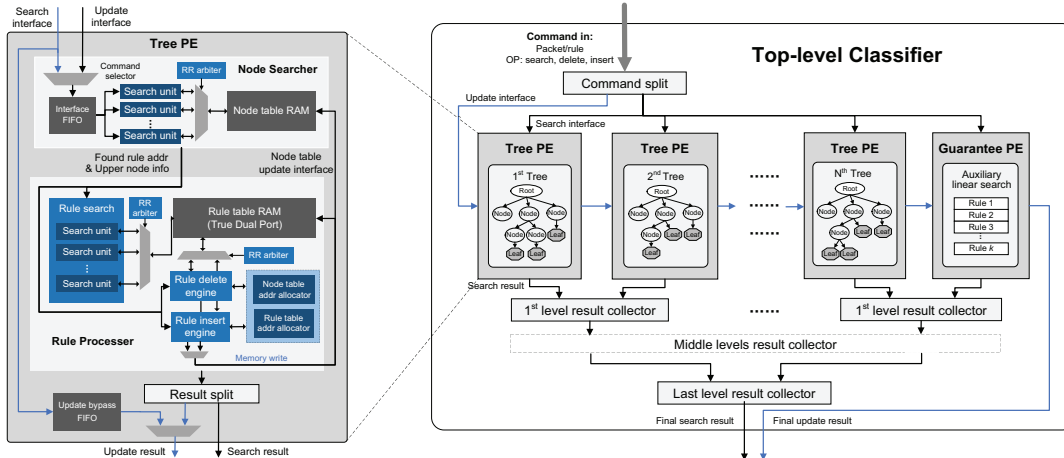 Search
interface
Update
interface
Tree PE
Node Searcher
Command
selector
RR arbiter
Interface
FIFO
Search unit
Search unit
Search unit
Node table RAM
Found rule addr
& Upper node info
Node table
update interface
Rule search
Search unit
Search unit
Search unit
RR
arbiter
Rule table RAM
(True Dual Port)
RR arbiter
Rule delete
engine
Rule insert
engine
Node table
addr allocator
Rule table
addr allocator
Rule Processer
Memory write
Result split
Update bypass
FIFO
Update result
Search result
Command in:
Packet/rule
OP: search, delete, insert
Top-level Classifier
Command split
Update interface
Search interface
Tree PE
1st Tree
Root
Node
Node
Node
Node
Leaf
Leaf
Leaf
Tree PE
2nd Tree
Root
Node
Node
Node
Node
Leaf
Leaf
Leaf
......
......
Tree PE
Nth Tree
Root
Node
Node
Node
Node
Leaf
Leaf
Leaf
Leaf
Guarantee PE
Auxiliary
linear search
Rule 1
Rule 2
Rule 3
Rule k
Search result
1st level result collector
......
1st level result collector
Middle levels result collector
Last level result collector
Final search result
Final update result